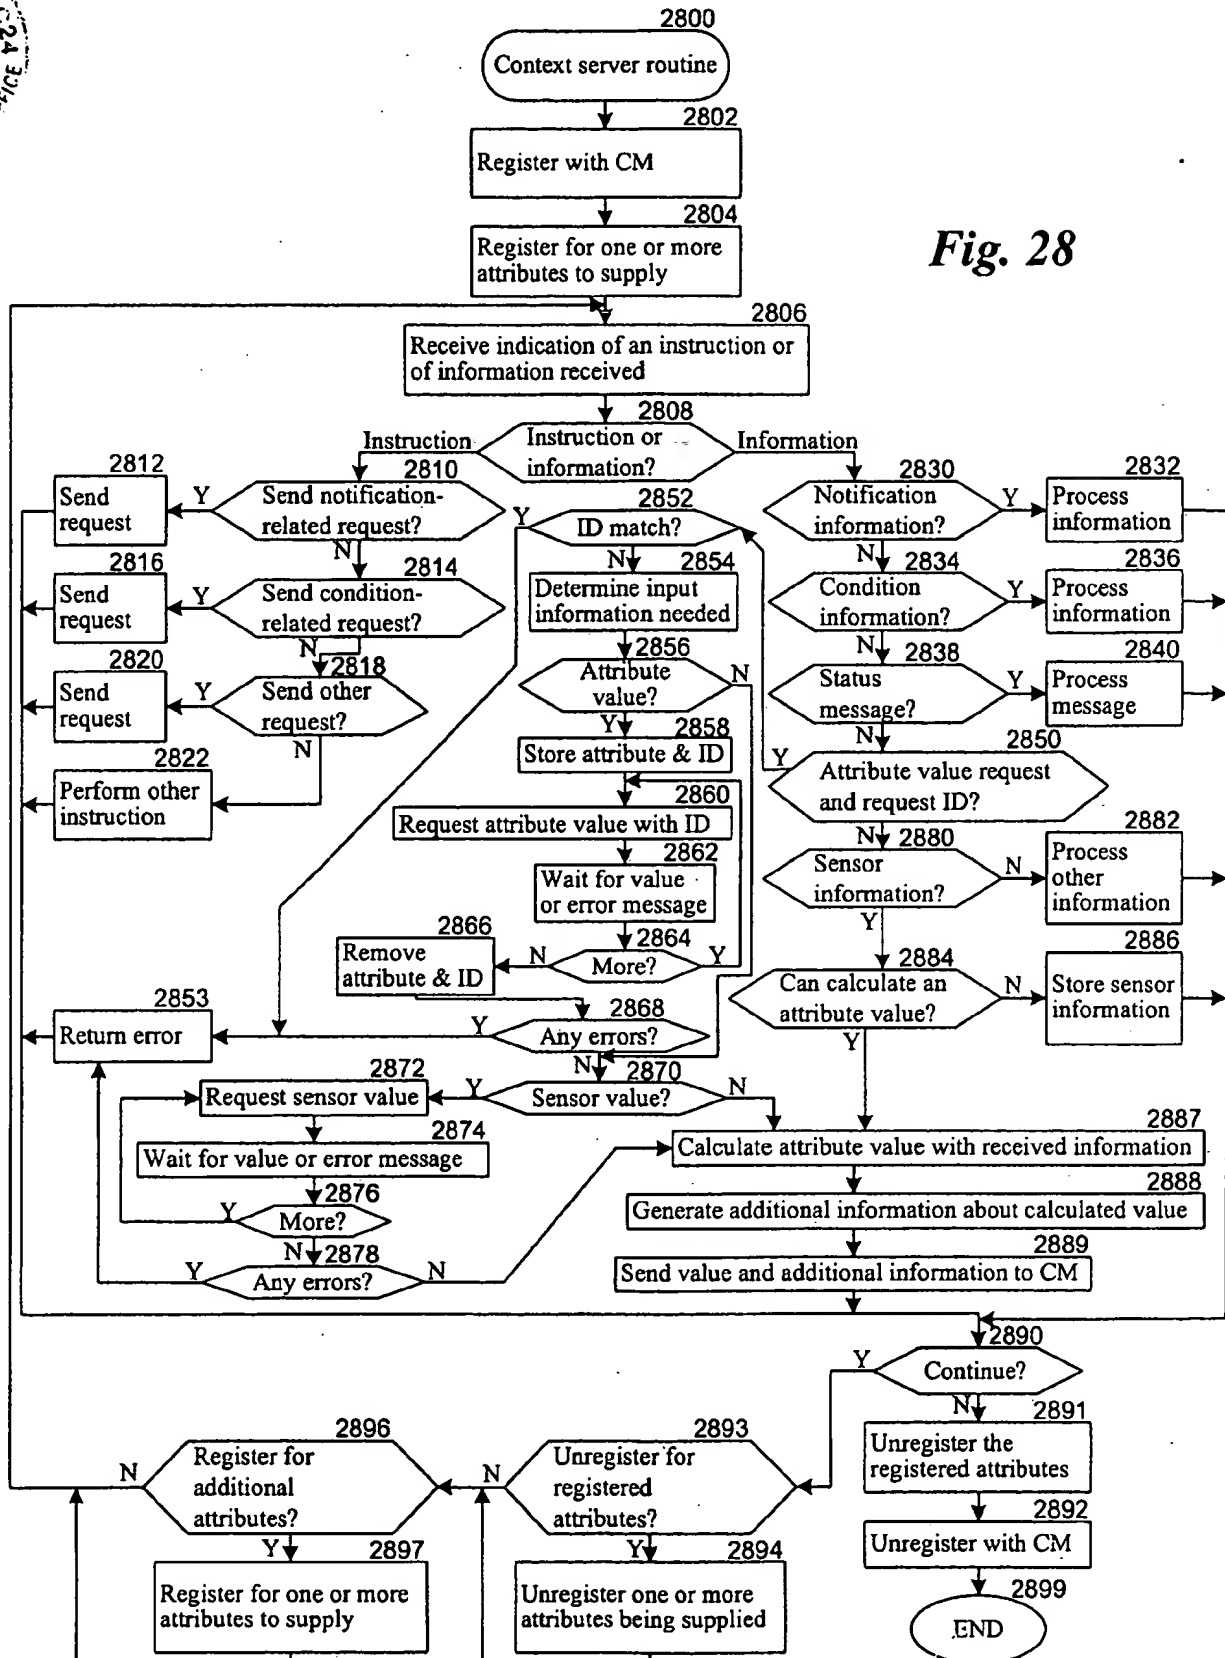 2800
Context server routine
2802
Register with CM
2804
Register for one or more
attributes to supply
Fig. 28
2806
Receive indication of an instruction or
of information received
2808
Instruction or
information?
Instruction
Information
2810
Send notification-
related request?
Y
N
2812
Send
request
2814
Send condition-
related request?
Y
N
2816
Send
request
2818
Send other
request?
Y
N
2820
Send
request
2822
Perform other
instruction
2830
Notification
information?
Y
N
2832
Process
information
2834
Condition
information?
Y
N
2836
Process
information
2838
Status
message?
Y
N
2840
Process
message
2850
Attribute value request
and request ID?
Y
N
2852
ID match?
Y
N
2854
Determine input
information needed
2856
Attribute
value?
N
Y
2858
Store attribute & ID
2860
Request attribute value with ID
2862
Wait for value
or error message
2864
More?
N
Y
2866
Remove
attribute & ID
2868
Any errors?
Y
N
2853
Return error
2870
Sensor value?
Y
N
2872
Request sensor value
2874
Wait for value or error message
2876
More?
Y
N
2878
Any errors?
Y
N
2880
Sensor
information?
N
Y
2882
Process
other
information
2884
Can calculate an
attribute value?
N
Y
2886
Store sensor
information
2887
Calculate attribute value with received information
2888
Generate additional information about calculated value
2889
Send value and additional information to CM
2890
Continue?
Y
N
2891
Unregister the
registered attributes
2892
Unregister with CM
2899
END
2893
Unregister for
registered
attributes?
N
Y
2894
Unregister one or more
attributes being supplied
2896
Register for
additional
attributes?
N
Y
2897
Register for one or more
attributes to supply